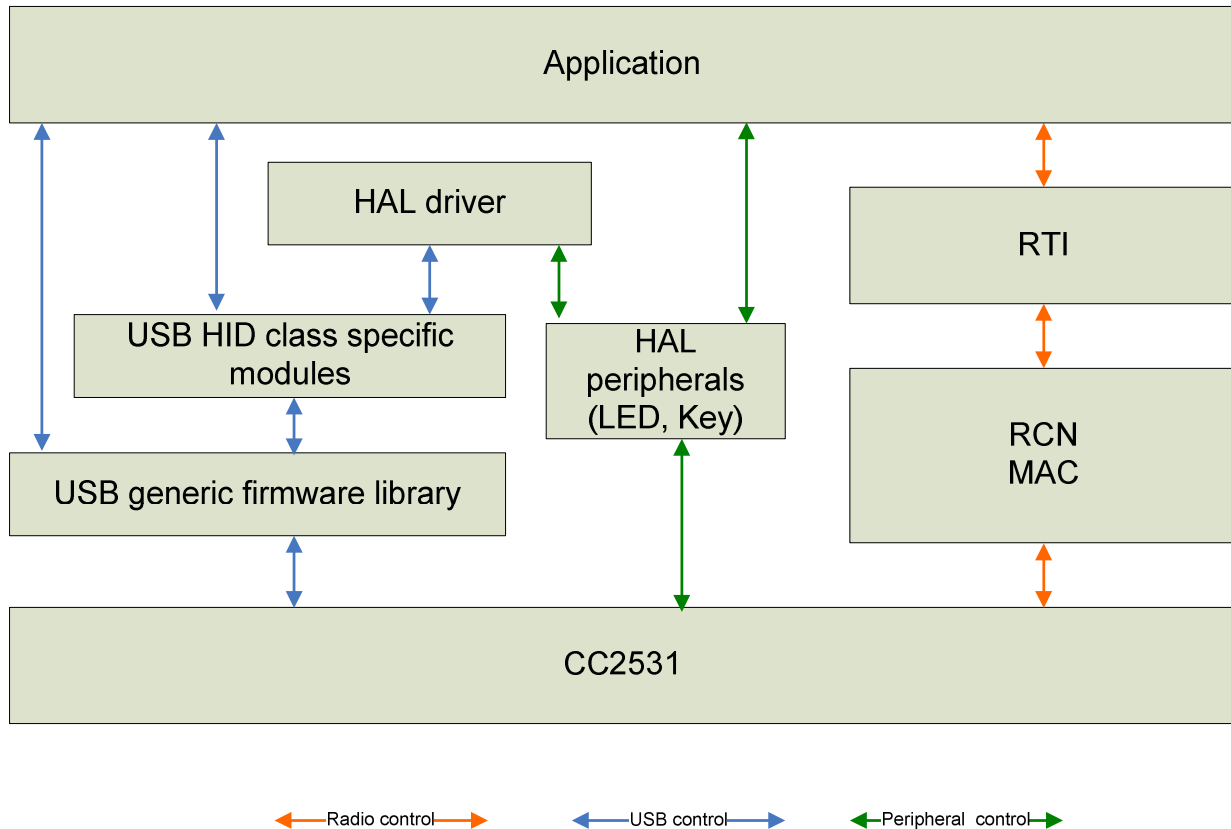 Application
HAL driver
RTI
USB HID class specific
modules
HAL
peripherals
(LED, Key)
RCN
MAC
USB generic firmware library
CC2531
Radio control
USB control
Peripheral control